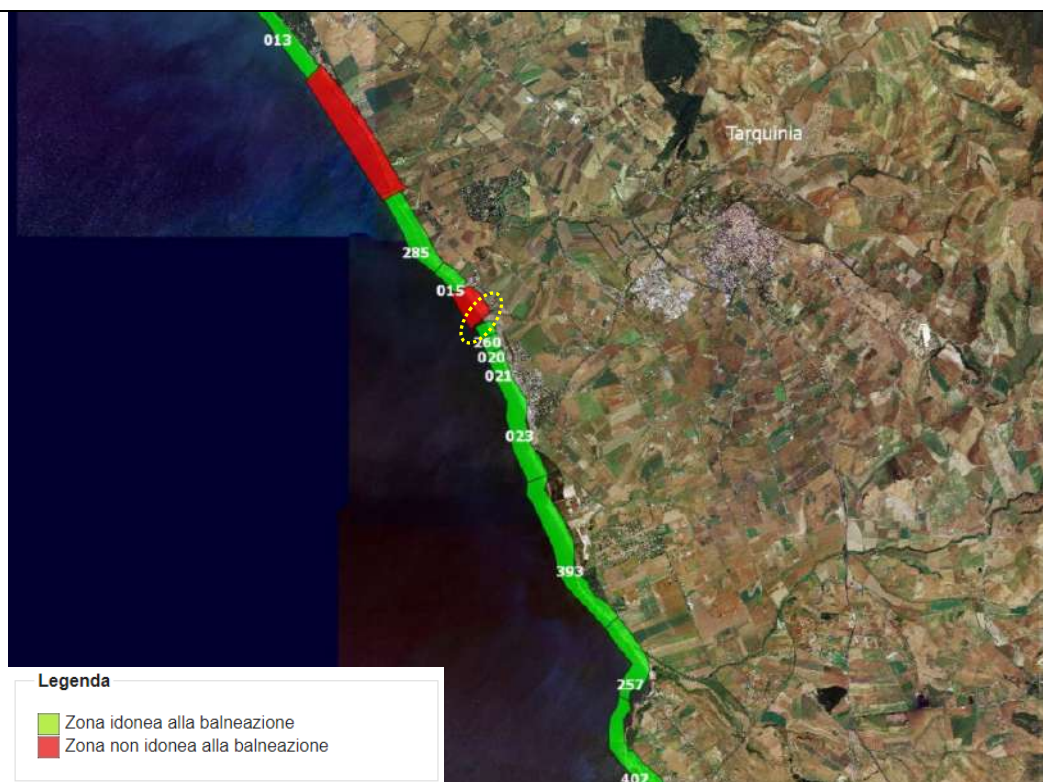 013
Tarquinia
285
015
260
020
021
023
393
257
402
Legenda
Zona idonea alla balneazione
Zona non idonea alla balneazione